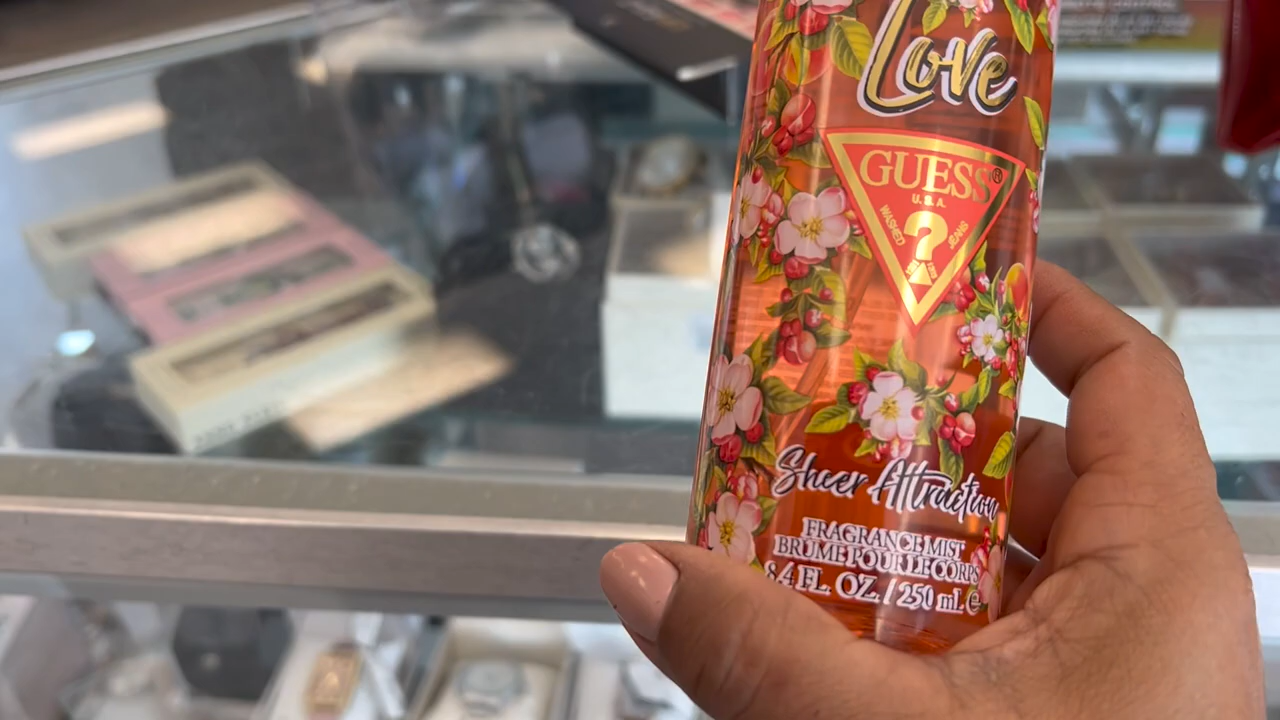 Love
GUESS®
U.S.A.
WASHED
JEANS
?
Sheer Attraction
FRAGRANCE MIST
BRUME POUR LE CORPS
8.4 FL. OZ. / 250 mL e